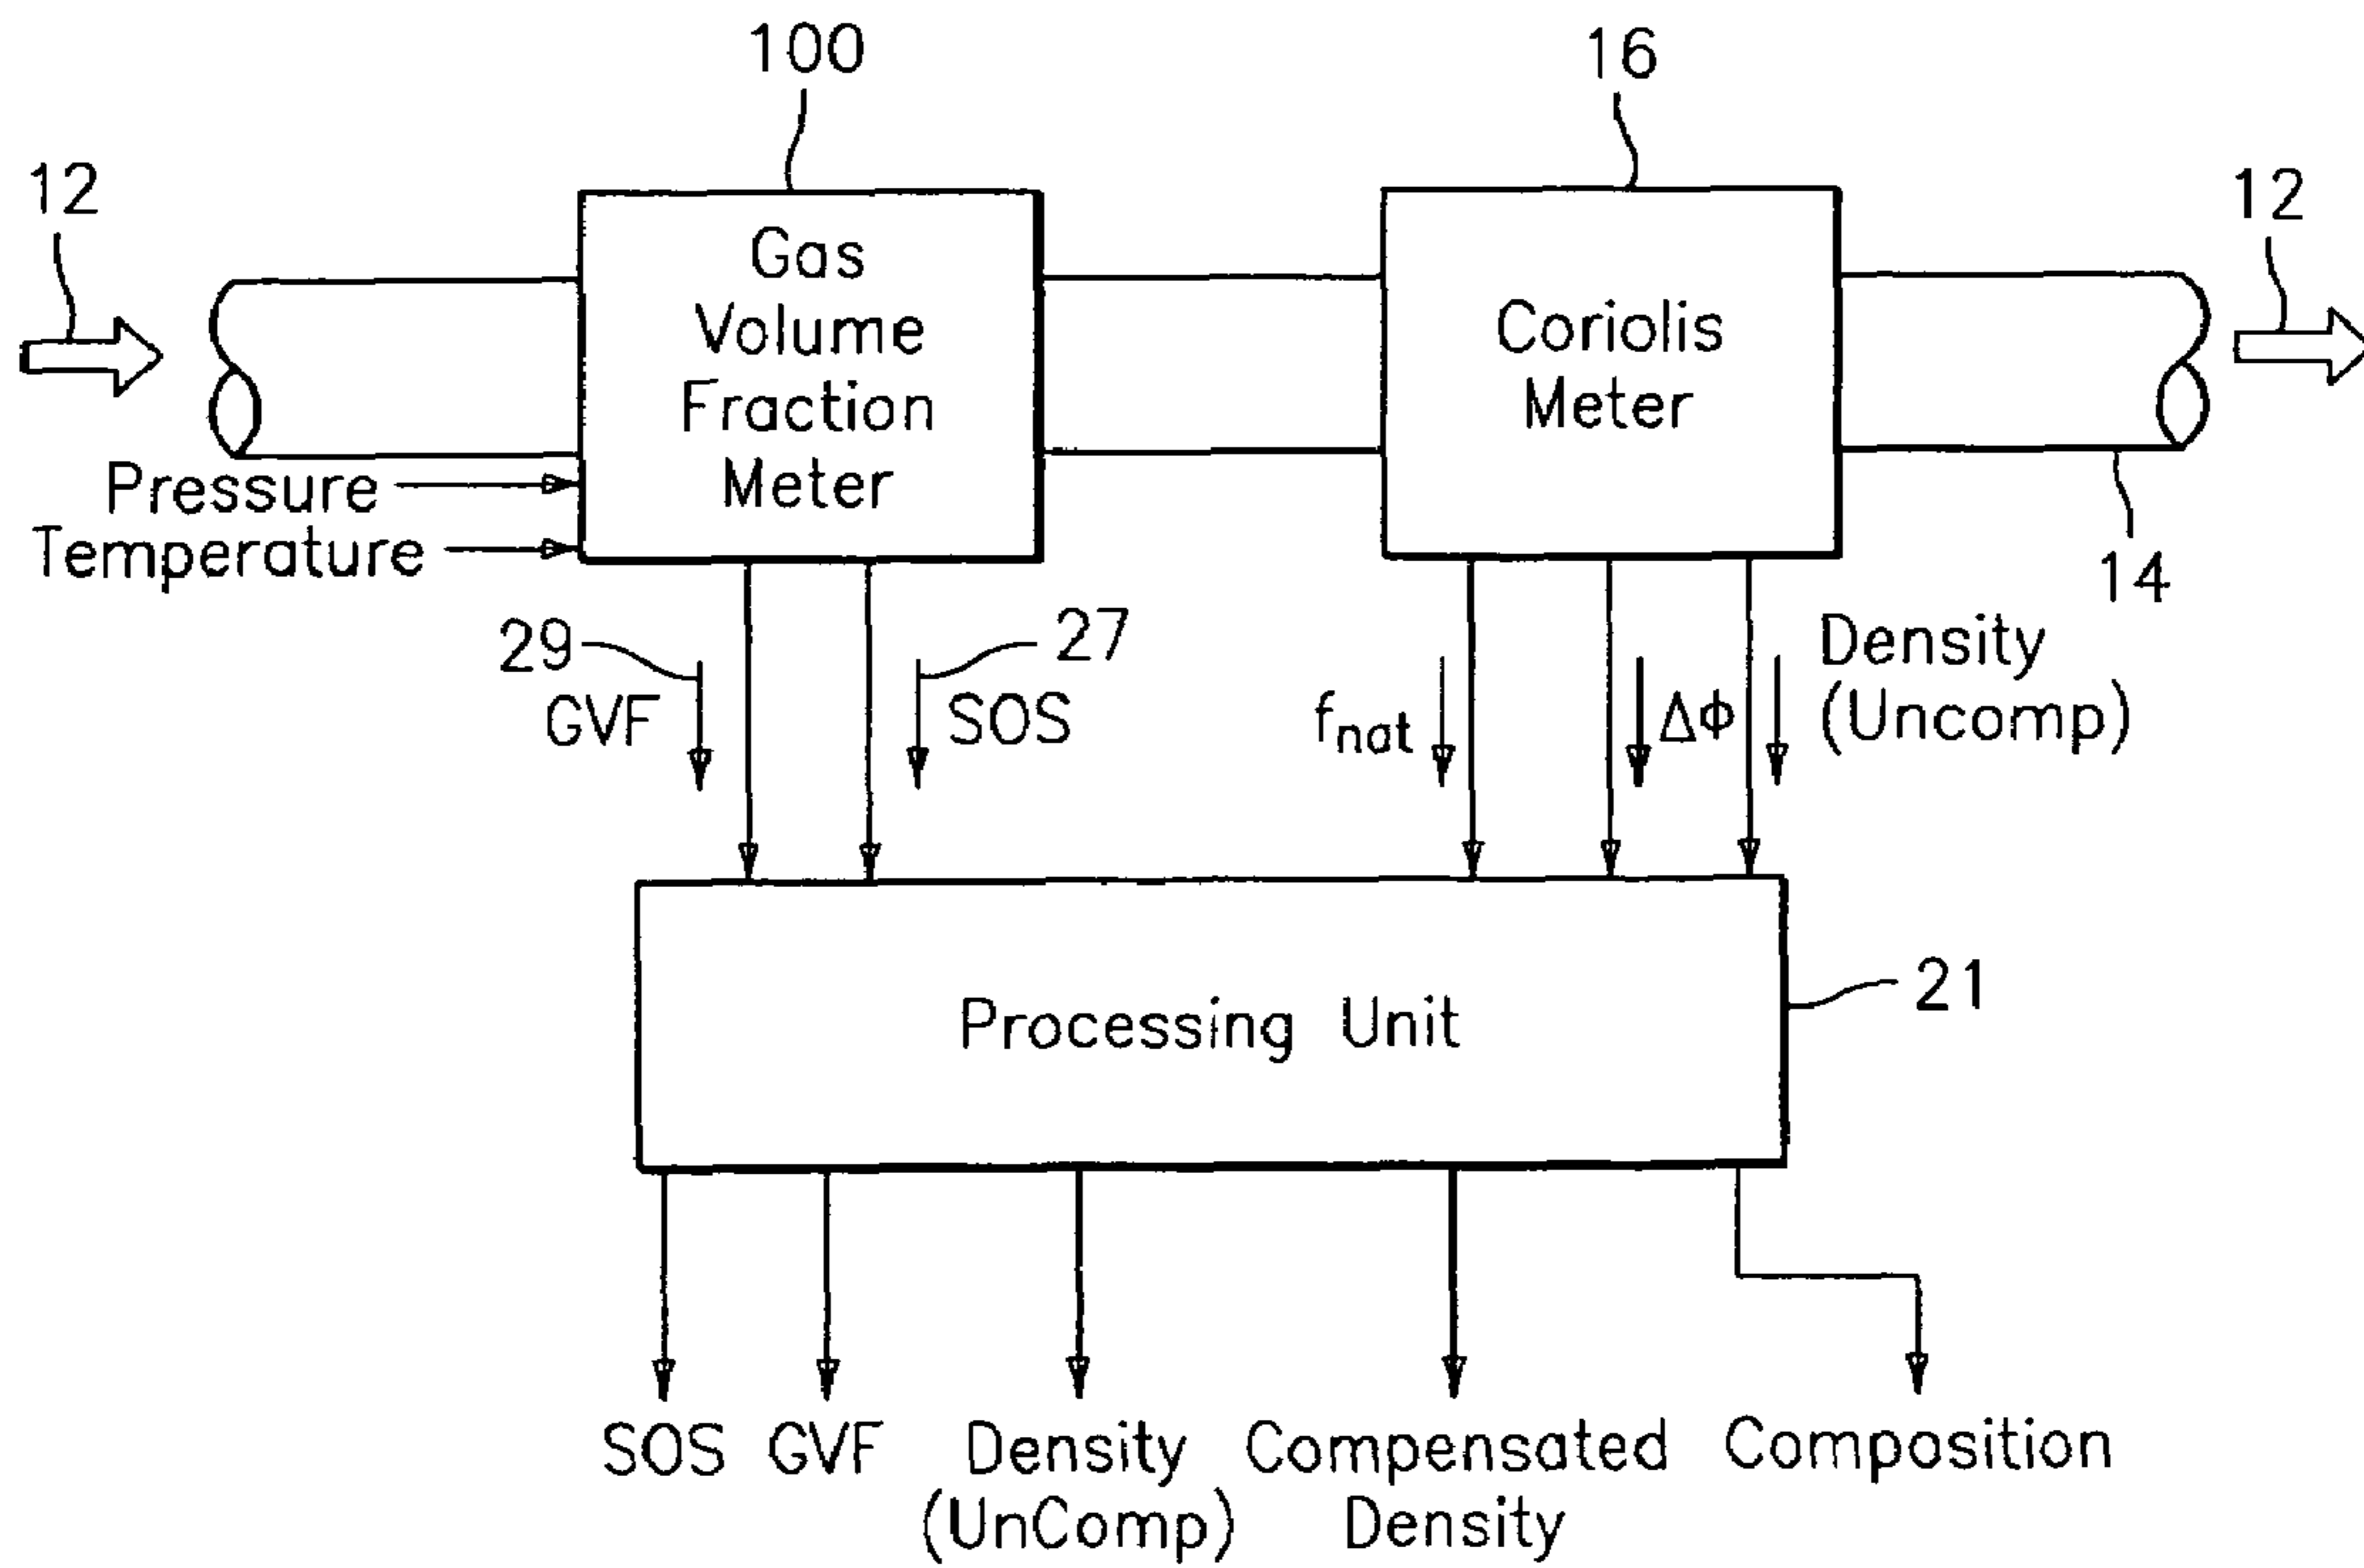 100
16
12
12
Gas
Volume
Fraction
Meter
Coriolis
Meter
Pressure
Temperature
14
29
GVF
27
SOS
fnat
ΔΦ
Density
(Uncomp)
Processing Unit
21
SOS
GVF
Density
(UnComp)
Compensated
Density
Composition